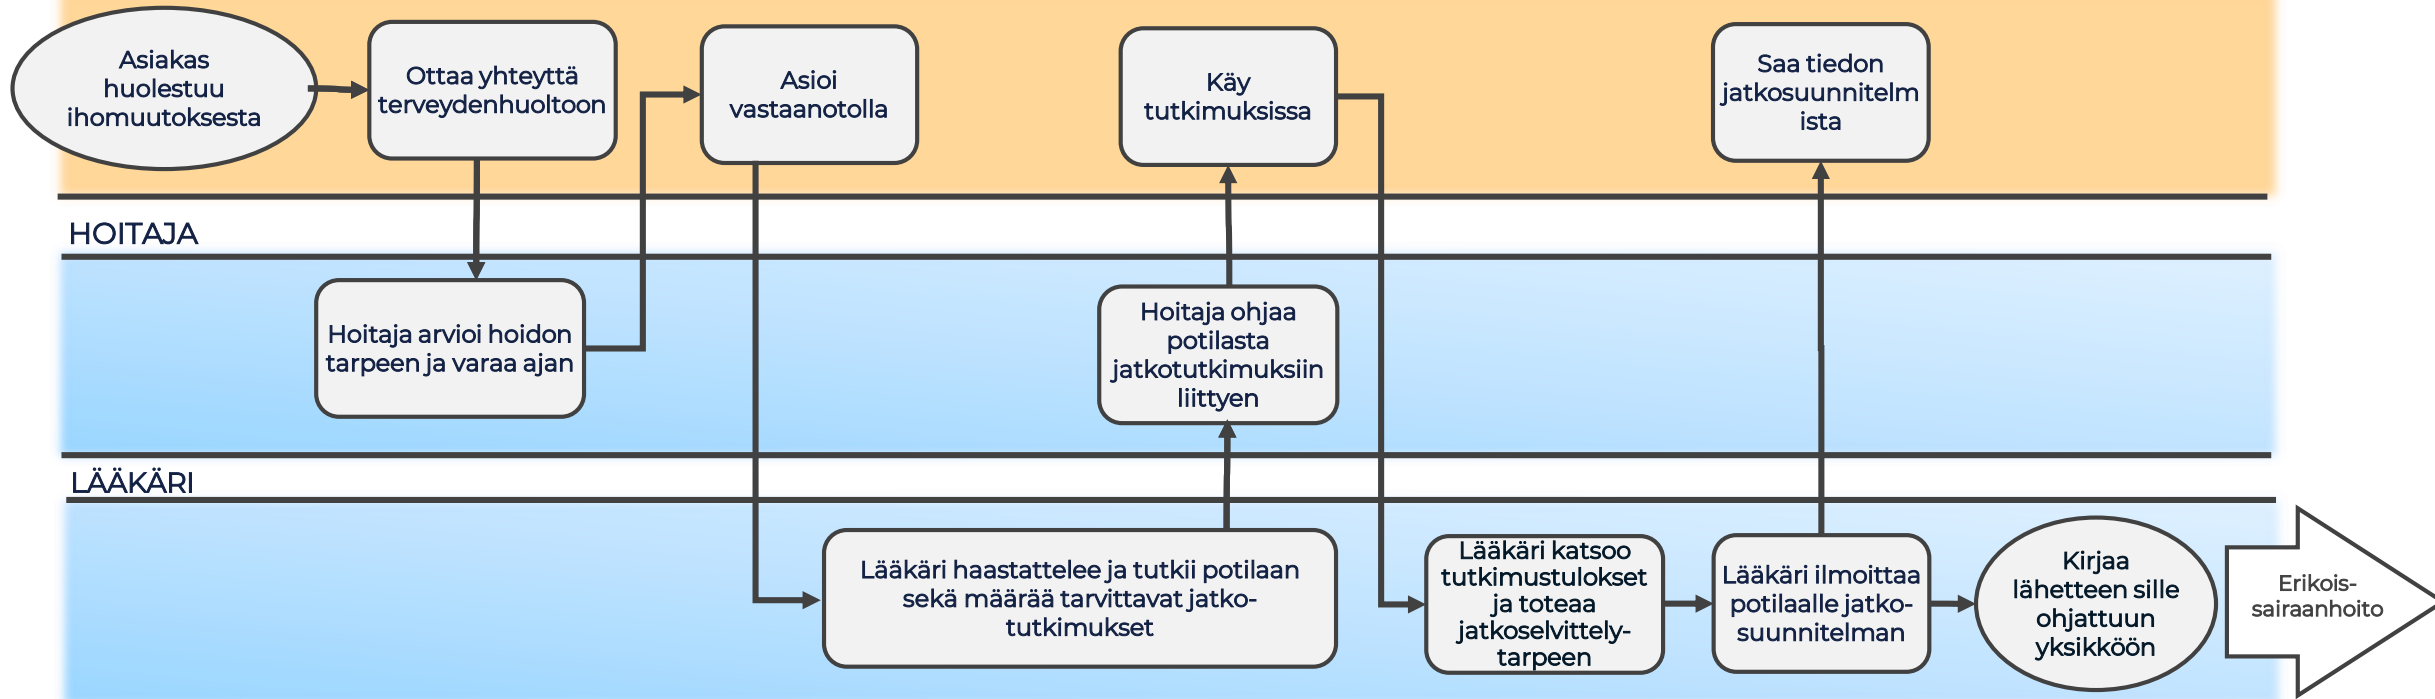 Asiakas
huolestuu
ihomuutoksesta
Ottaa yhteyttä
terveydenhuoltoon
Asioi
vastaanotolla
Käy
tutkimuksissa
Saa tiedon
jatkosuunnitelm
ista
HOITAJA
Hoitaja arvioi hoidon
tarpeen ja varaa ajan
Hoitaja ohjaa
potilasta
jatkotutkimuksiin
liittyen
LÄÄKÄRI
Lääkäri haastattelee ja tutkii potilaan
sekä määrää tarvittavat jatko-
tutkimukset
Lääkäri katsoo
tutkimustulokset
ja toteaa
jatkoselvittely-
tarpeen
Lääkäri ilmoittaa
potilaalle jatko-
suunnitelman
Kirjaa
lähetteen sille
ohjattuun
yksikköön
Erikois-
sairaanhoito